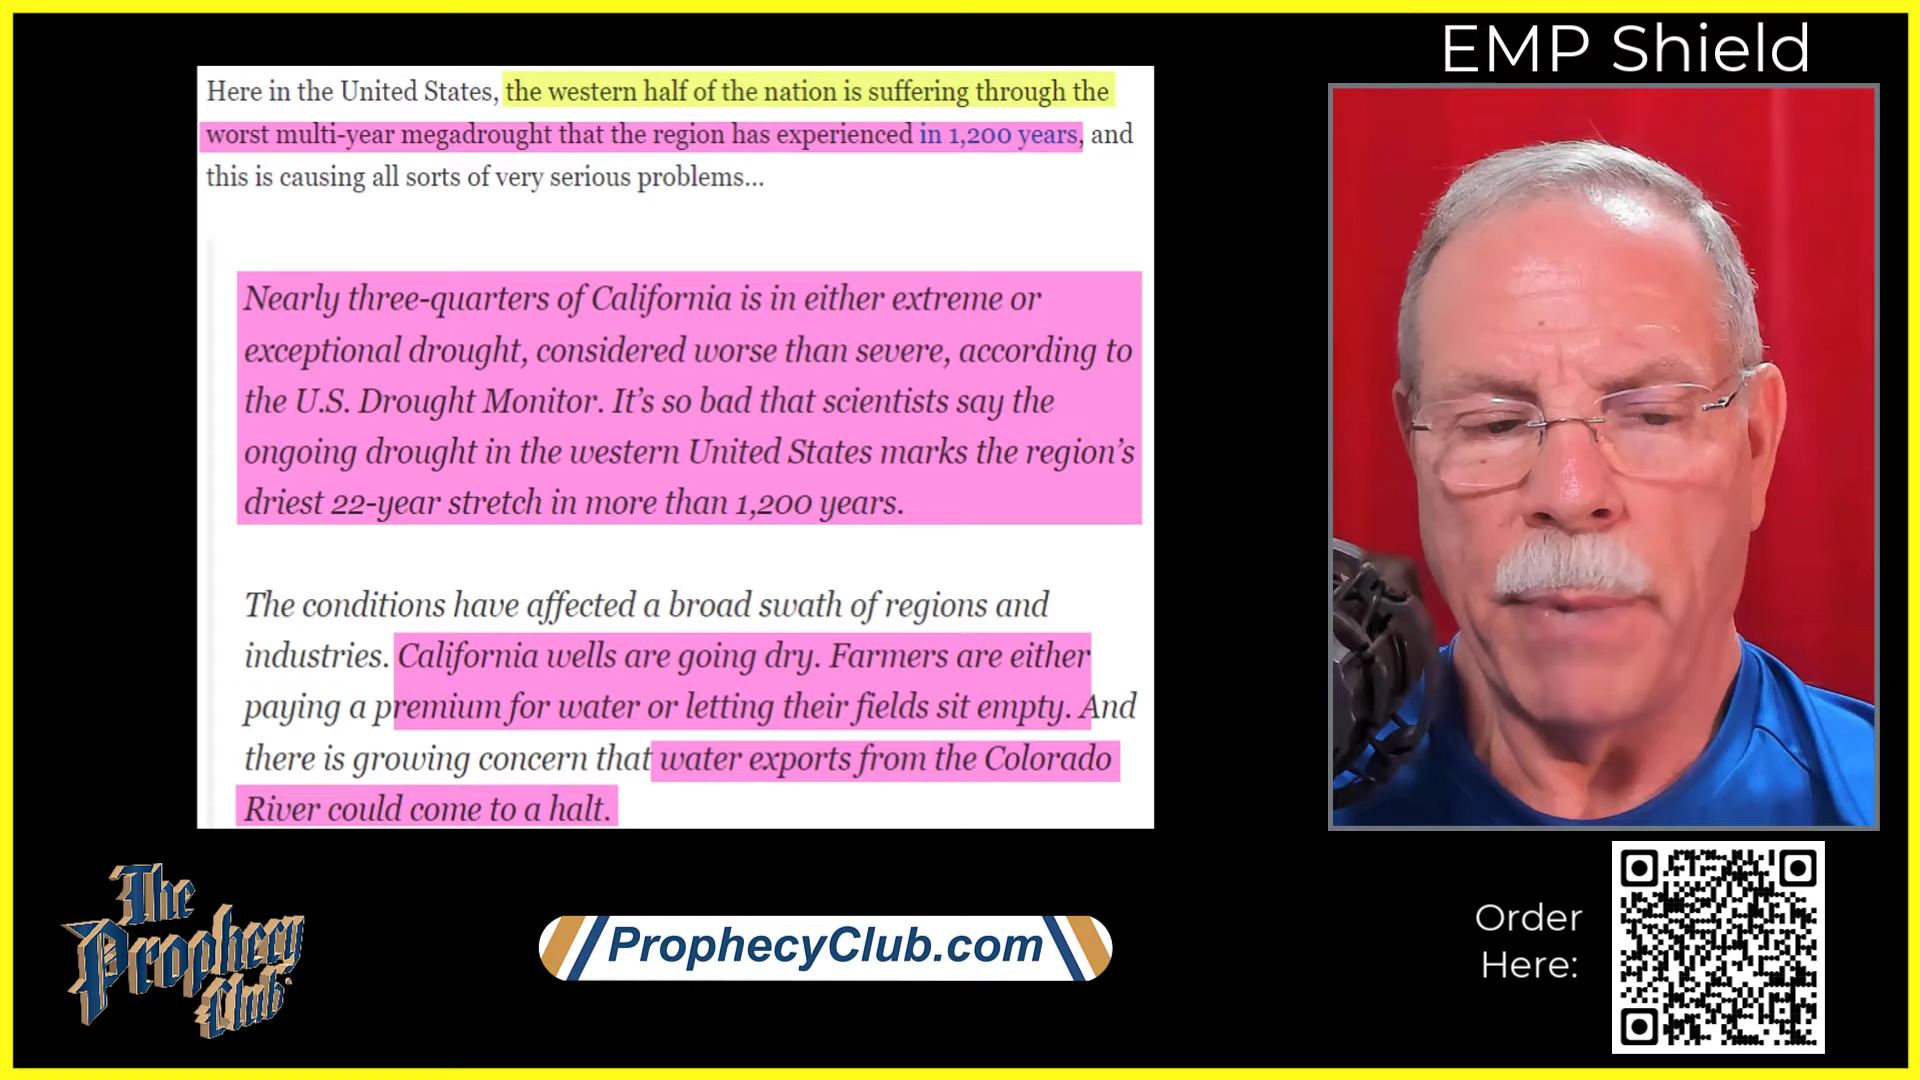 EMP Shield
Here in the United States, the western half of the nation is suffering through the
worst multi-year megadrought that the region has experienced in 1,200 years, and
this is causing all sorts of very serious problems...
Nearly three-quarters of California is in either extreme or
exceptional drought, considered worse than severe, according to
the U.S. Drought Monitor. It’s so bad that scientists say the
ongoing drought in the western United States marks the region’s
driest 22-year stretch in more than 1,200 years.
The conditions have affected a broad swath of regions and
industries. California wells are going dry. Farmers are either
paying a premium for water or letting their fields sit empty. And
there is growing concern that water exports from the Colorado
River could come to a halt.
The
Prophecy
Club
ProphecyClub.com
Order
Here: